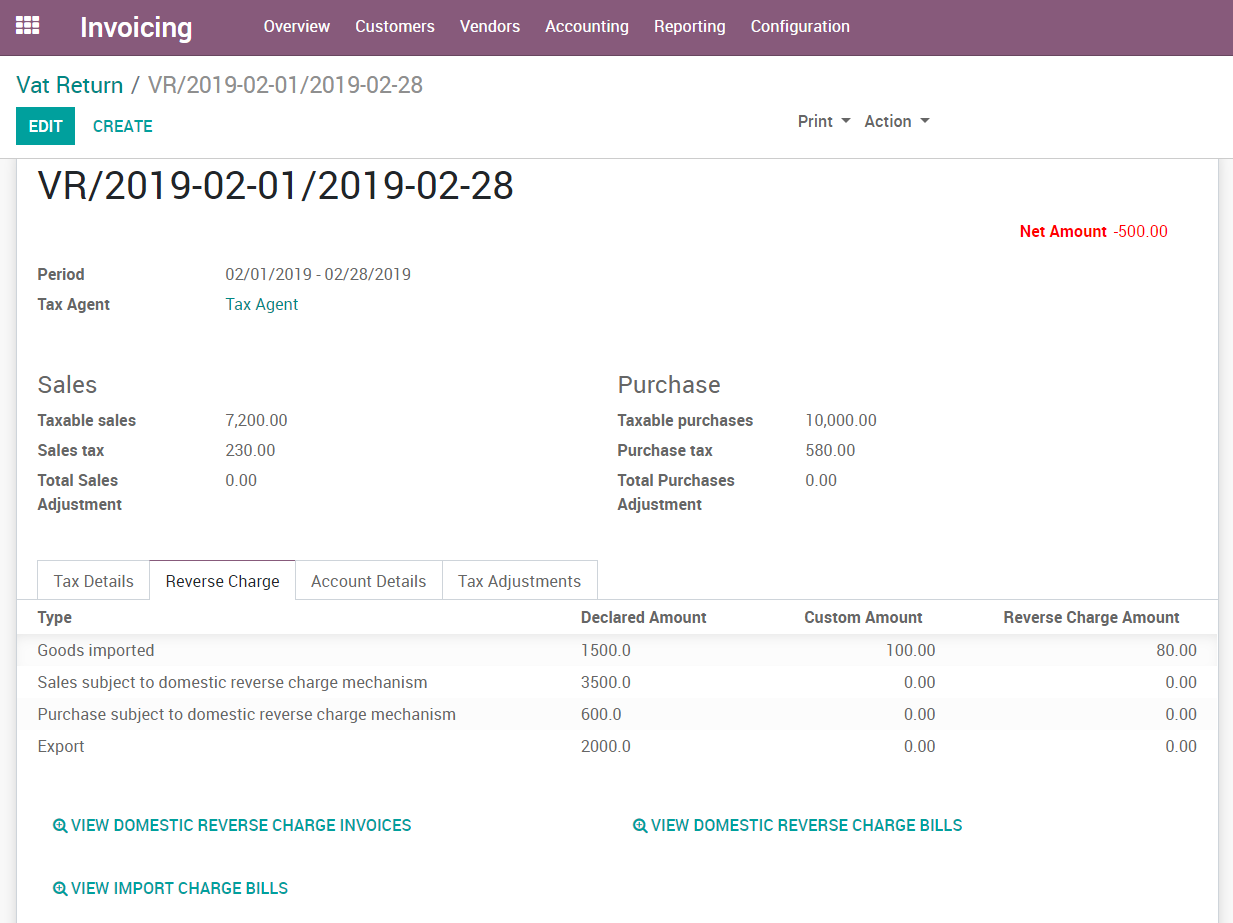 Invoicing Overview Customers Vendors Accounting Reporting Configuration
Vat Return / VR/2019-02-01/2019-02-28
EDIT CREATE Print Action
VR/2019-02-01/2019-02-28
Net Amount -500.00
Period 02/01/2019 - 02/28/2019
Tax Agent Tax Agent
Sales Purchase
Taxable sales 7,200.00 Taxable purchases 10,000.00
Sales tax 230.00 Purchase tax 580.00
Total Sales 0.00 Total Purchases 0.00
Adjustment Adjustment
Tax Details Reverse Charge Account Details Tax Adjustments
Type Declared Amount Custom Amount Reverse Charge Amount
Goods imported 1500.0 100.00 80.00
Sales subject to domestic reverse charge mechanism 3500.0 0.00 0.00
Purchase subject to domestic reverse charge mechanism 600.0 0.00 0.00
Export 2000.0 0.00 0.00
VIEW DOMESTIC REVERSE CHARGE INVOICES VIEW DOMESTIC REVERSE CHARGE BILLS
VIEW IMPORT CHARGE BILLS